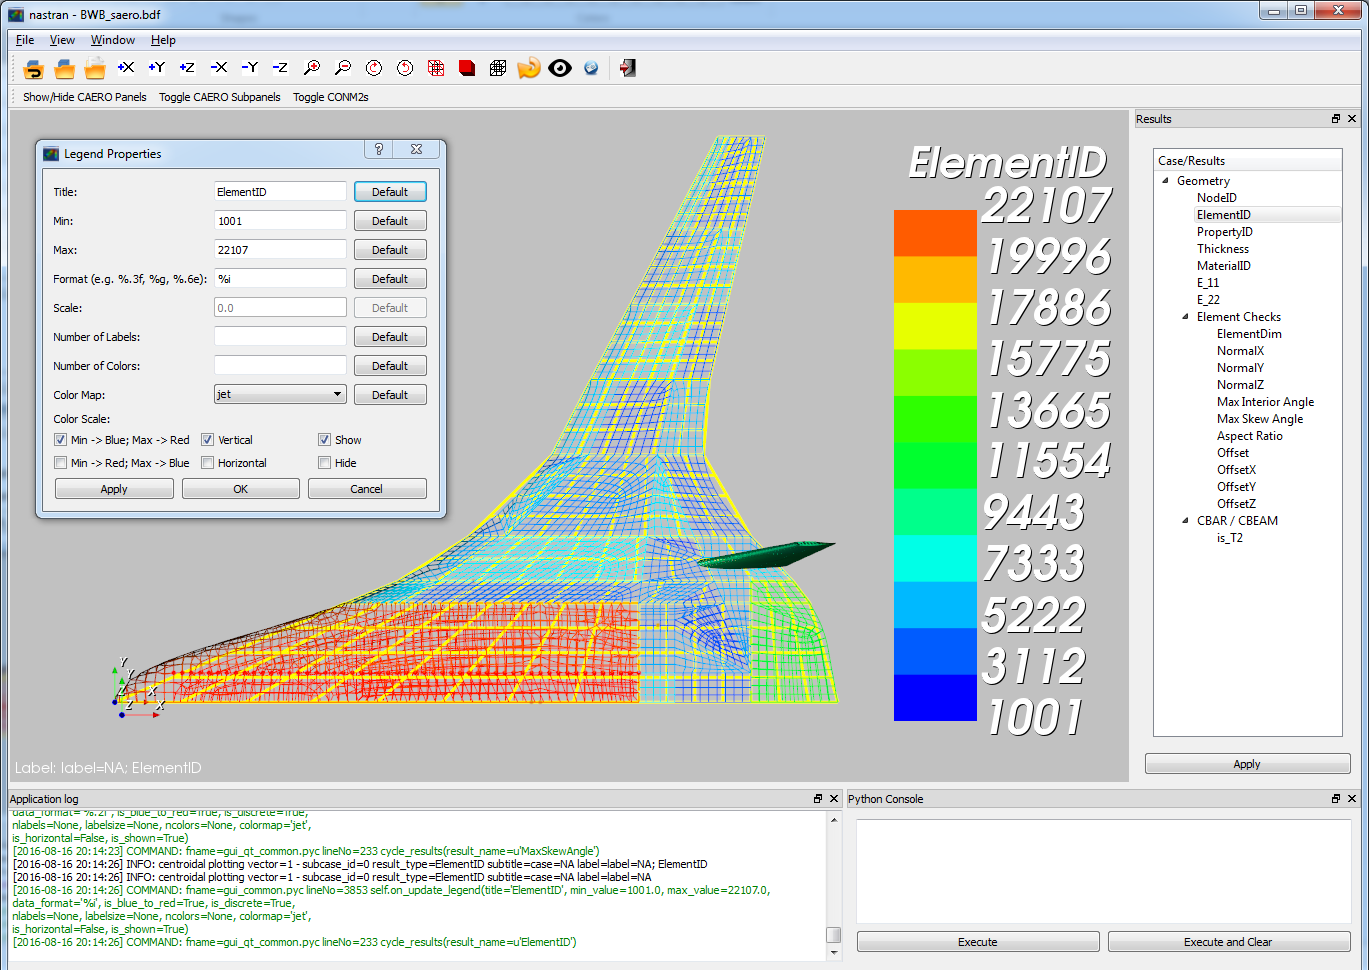 nastran - BWB_saero.bdf
File View Window Help
+X +Y +Z -X -Y -Z
Show/Hide CAERO Panels Toggle CAERO Subpanels Toggle CONM2s
Legend Properties
Title: ElementID Default
Min: 1001 Default
Max: 22107 Default
Format (e.g. %.3f, %g, %.6e): %i Default
Scale: 0.0 Default
Number of Labels: Default
Number of Colors: Default
Color Map: jet Default
Color Scale:
Min -> Blue; Max -> Red Vertical Show
Min -> Red; Max -> Blue Horizontal Hide
Apply OK Cancel
ElementID
22107
19996
17886
15775
13665
11554
9443
7333
5222
3112
1001
Y
Y
Z X
Z X
Label: label=NA; ElementID
Results
Case/Results
Geometry
NodeID
ElementID
PropertyID
Thickness
MaterialID
E_11
E_22
Element Checks
ElementDim
NormalX
NormalY
NormalZ
Max Interior Angle
Max Skew Angle
Aspect Ratio
Offset
OffsetX
OffsetY
OffsetZ
CBAR / CBEAM
is_T2
Apply
Application log
data_format='%.2f', is_blue_to_red=True, is_discrete=True,
nlabels=None, labelsize=None, ncolors=None, colormap='jet',
is_horizontal=False, is_shown=True)
[2016-08-16 20:14:23] COMMAND: fname=gui_qt_common.pyc lineNo=233 cycle_results(result_name=u'MaxSkewAngle')
[2016-08-16 20:14:26] INFO: centroidal plotting vector=1 - subcase_id=0 result_type=ElementID subtitle=case=NA label=label=NA; ElementID
[2016-08-16 20:14:26] INFO: centroidal plotting vector=1 - subcase_id=0 result_type=ElementID subtitle=case=NA label=label=NA
[2016-08-16 20:14:26] COMMAND: fname=gui_common.pyc lineNo=3853 self.on_update_legend(title='ElementID', min_value=1001.0, max_value=22107.0,
data_format='%i', is_blue_to_red=True, is_discrete=True,
nlabels=None, labelsize=None, ncolors=None, colormap='jet',
is_horizontal=False, is_shown=True)
[2016-08-16 20:14:26] COMMAND: fname=gui_qt_common.pyc lineNo=233 cycle_results(result_name=u'ElementID')
Python Console
Execute Execute and Clear